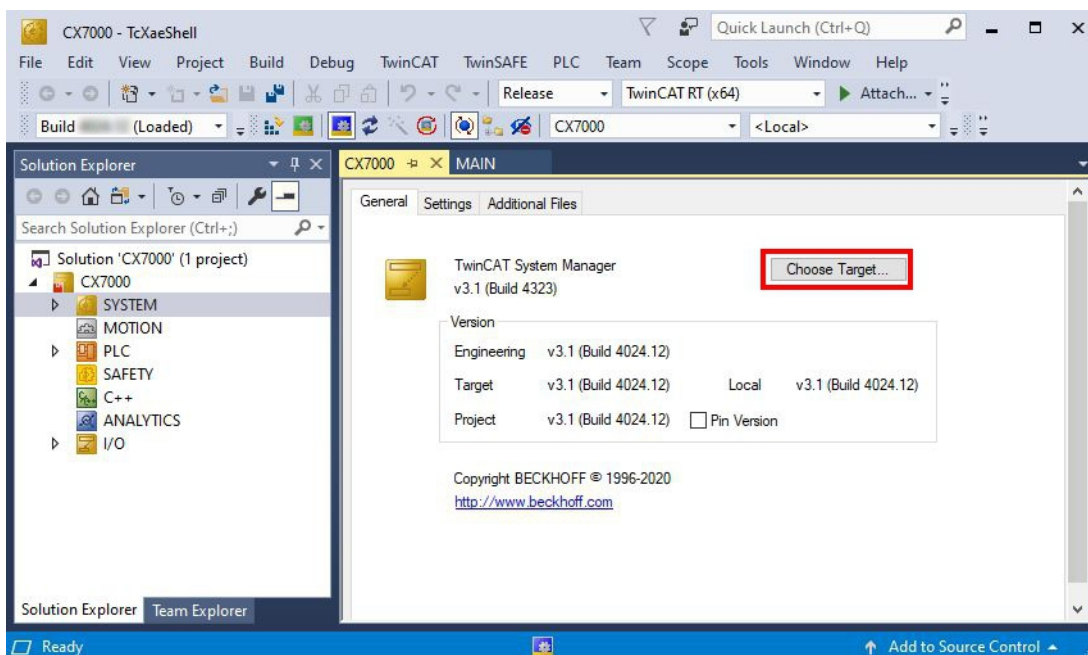 CX7000 - TcXaeShell
Quick Launch (Ctrl+Q)
File Edit View Project Build Debug TwinCAT TwinSAFE PLC Team Scope Tools Window Help
Release TwinCAT RT (x64) Attach...
Build (Loaded) CX7000 <Local>
Solution Explorer
CX7000 MAIN
General Settings Additional Files
Search Solution Explorer (Ctrl+;)
Solution 'CX7000' (1 project)
CX7000
SYSTEM
MOTION
PLC
SAFETY
C++
ANALYTICS
I/O
TwinCAT System Manager
v3.1 (Build 4323)
Choose Target...
Version
Engineering v3.1 (Build 4024.12)
Target v3.1 (Build 4024.12) Local v3.1 (Build 4024.12)
Project v3.1 (Build 4024.12) Pin Version
Copyright BECKHOFF © 1996-2020
http://www.beckhoff.com
Solution Explorer Team Explorer
Ready Add to Source Control